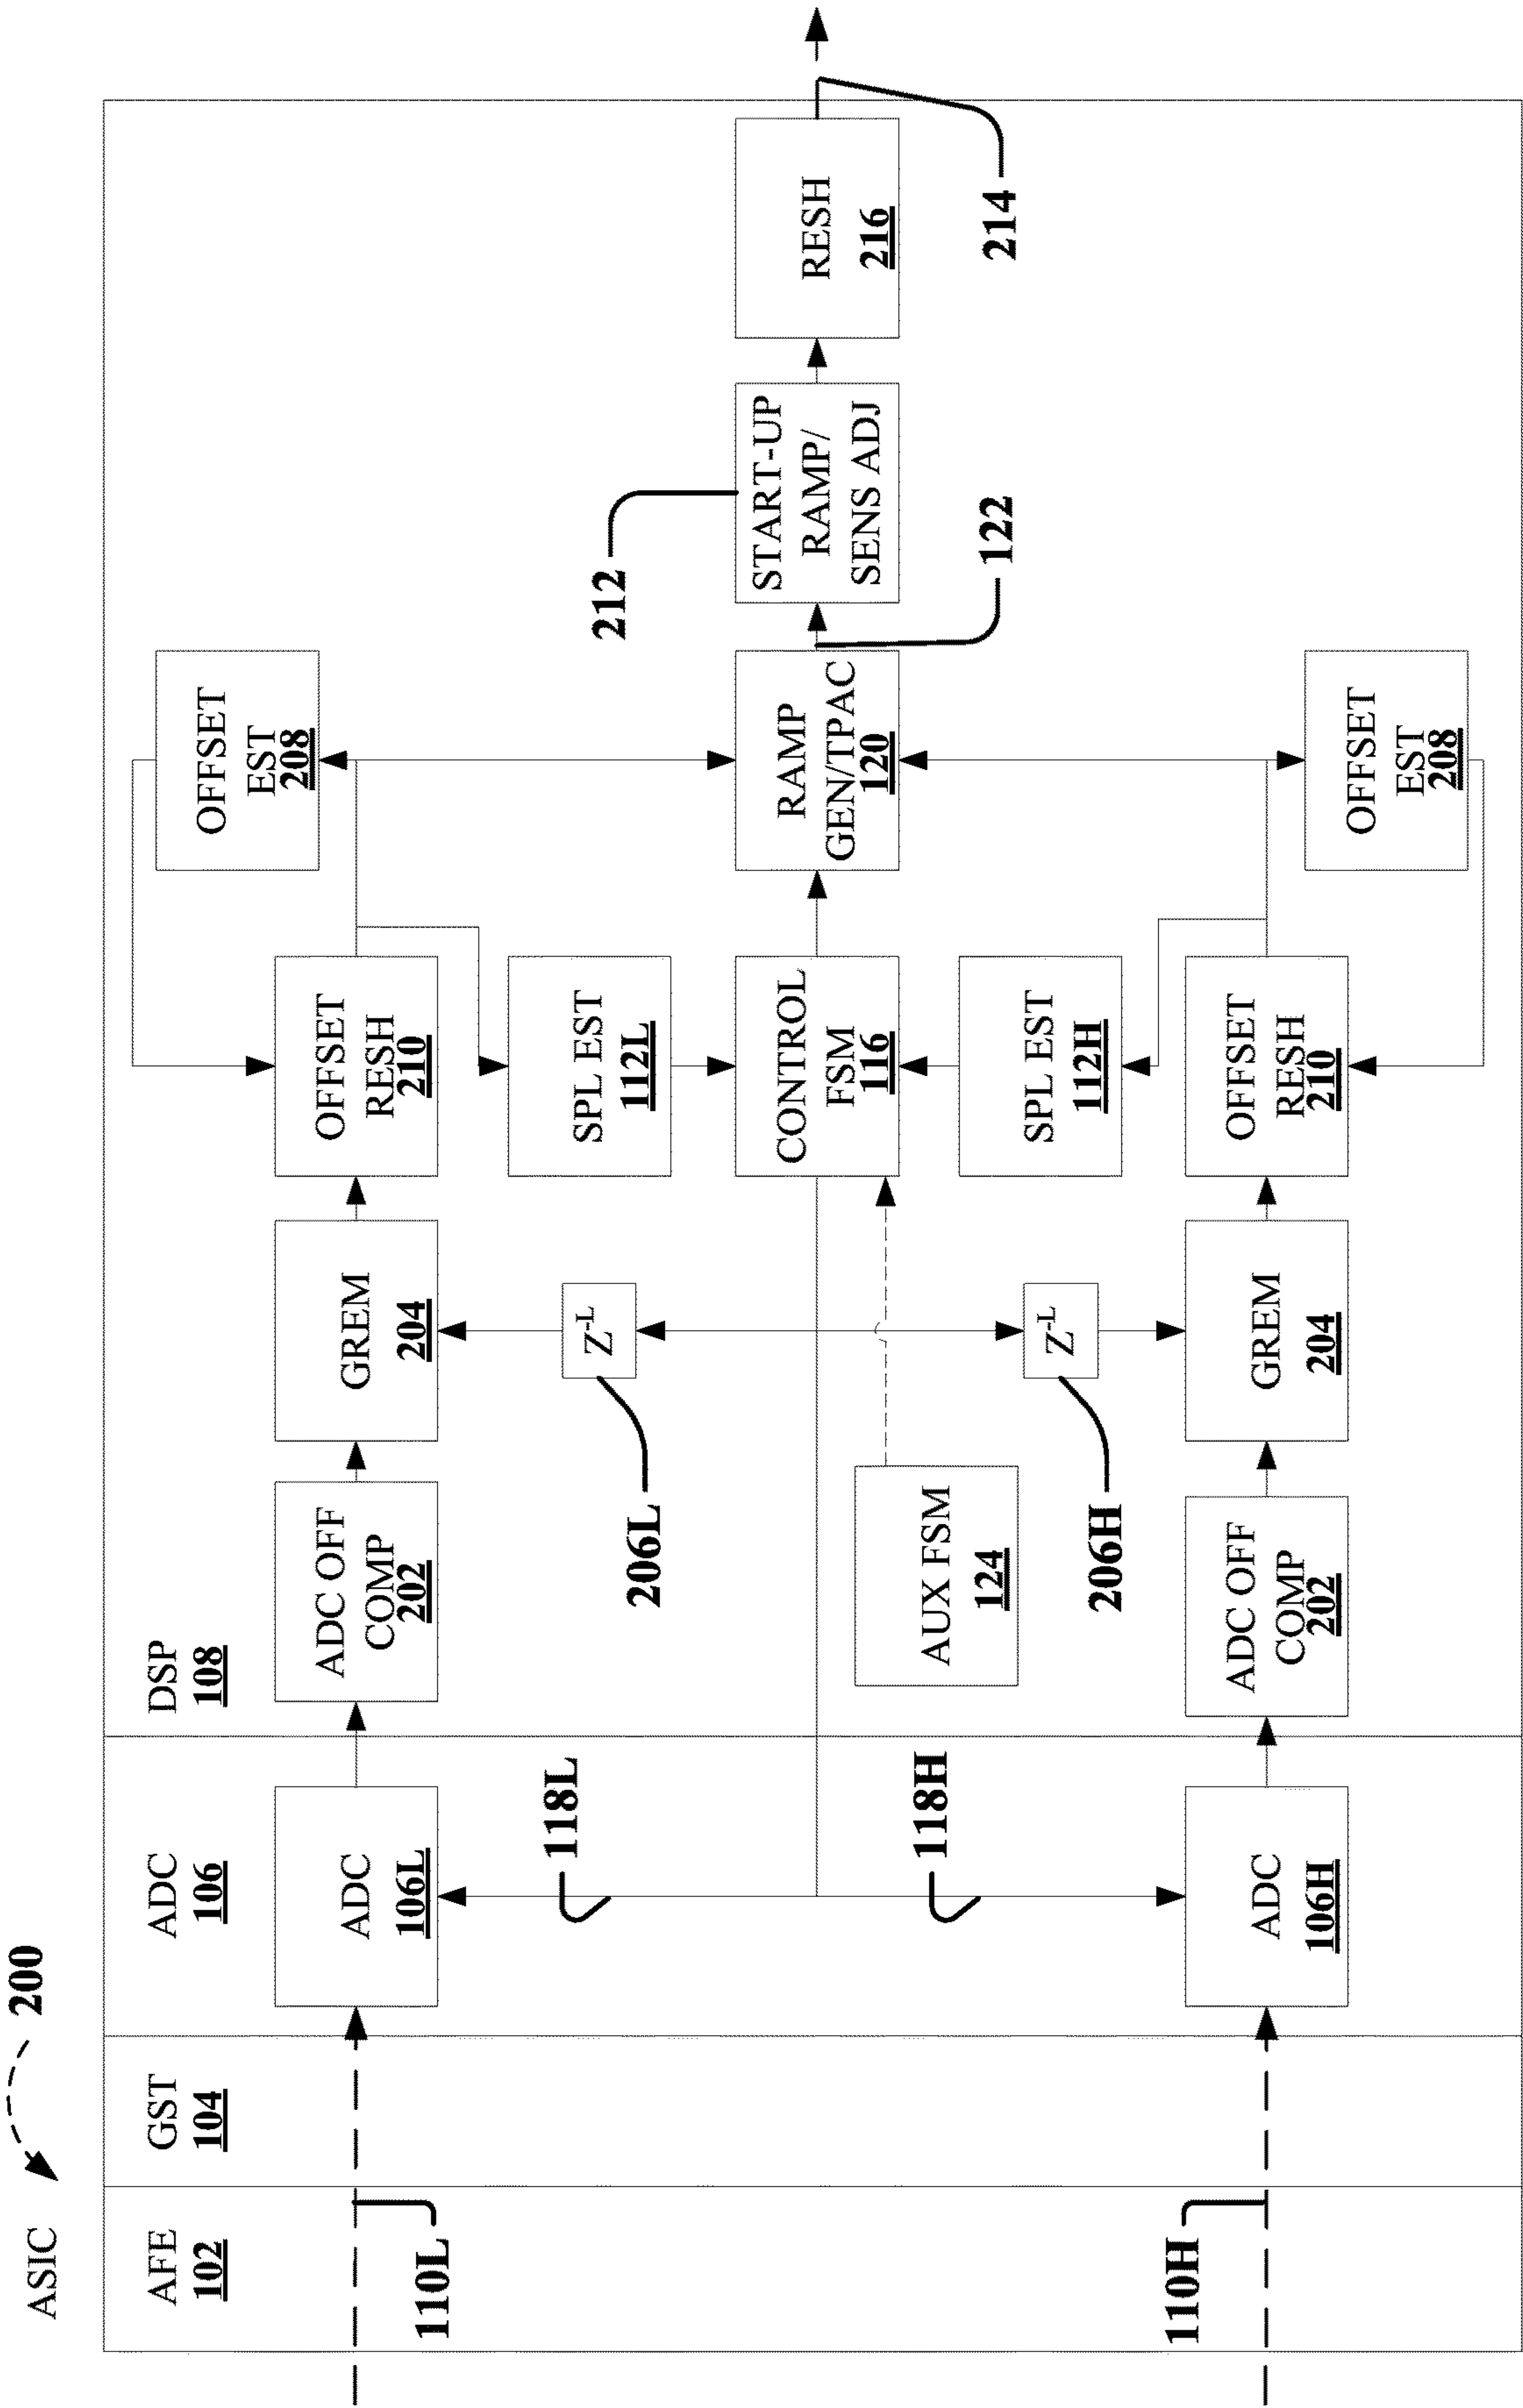 ASIC
200
AFE
102
GST
104
ADC
106
DSP
108
110L
ADC
106L
118L
ADC OFF
COMP
202
GREM
204
OFFSET
RESH
210
OFFSET
EST
208
206L
Z-L
SPL EST
112L
CONTROL
FSM
116
RAMP
GEN/TPAC
120
122
212
START-UP
RAMP/
SENS ADJ
RESH
216
214
AUX FSM
124
206H
Z-L
SPL EST
112H
110H
118H
ADC
106H
ADC OFF
COMP
202
GREM
204
OFFSET
RESH
210
OFFSET
EST
208